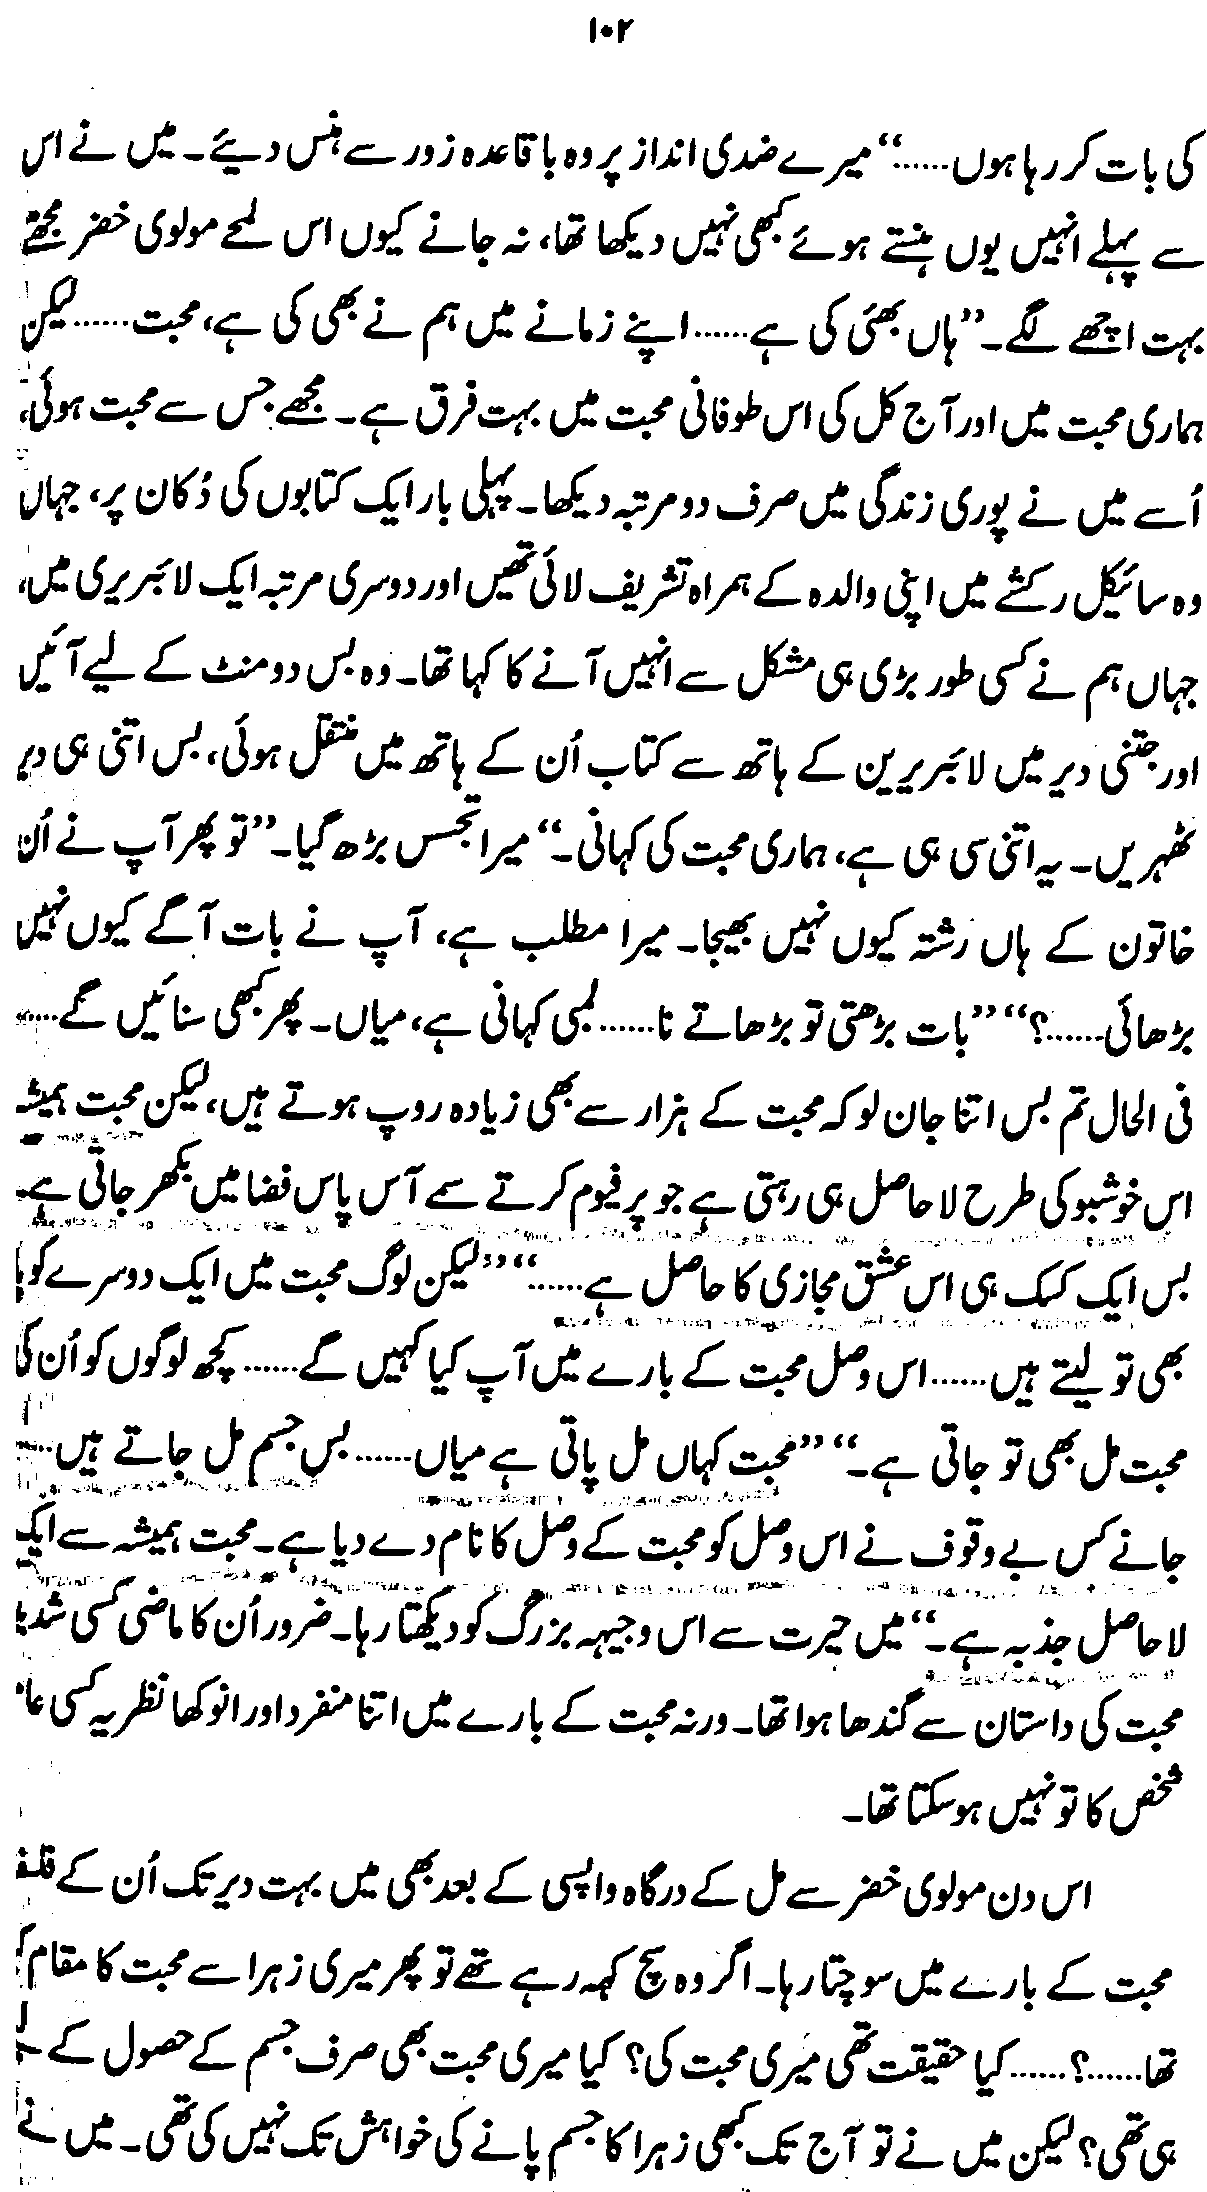 ۱۰۲
کی بات کر رہا ہوں......‘‘ میرے ضدی انداز پر وہ باقاعدہ زور سے ہنس دیئے۔ میں نے اس
سے پہلے انہیں یوں ہنستے ہوئے کبھی نہیں دیکھا تھا، نہ جانے کیوں اس لمحے مولوی خضر مجھے
بہت اچھے لگے۔ ’’ہاں بھئی کی ہے......اپنے زمانے میں ہم نے بھی کی ہے، محبت......لیکن
ہماری محبت میں اور آج کل کی اس طوفانی محبت میں بہت فرق ہے۔ مجھے جس سے محبت ہوئی،
اُسے میں نے پوری زندگی میں صرف دو مرتبہ دیکھا۔ پہلی بار ایک کتابوں کی دُکان پر، جہاں
وہ سائیکل رکشے میں اپنی والدہ کے ہمراہ تشریف لائی تھیں اور دوسری مرتبہ ایک لائبریری میں،
جہاں ہم نے کسی طور بڑی ہی مشکل سے انہیں آنے کا کہا تھا۔ وہ بس دو منٹ کے لیے آئیں
اور جتنی دیر میں لائبریرین کے ہاتھ سے کتاب اُن کے ہاتھ میں منتقل ہوئی، بس اتنی ہی دیر
ٹھہریں۔ یہ اتنی سی ہی ہے، ہماری محبت کی کہانی۔‘‘ میرا تجسس بڑھ گیا۔ ’’تو پھر آپ نے اُن
خاتون کے ہاں رشتہ کیوں نہیں بھیجا۔ میرا مطلب ہے، آپ نے بات آگے کیوں نہیں
بڑھائی......؟‘‘ ’’بات بڑھتی تو بڑھاتے نا......لمبی کہانی ہے، میاں۔ پھر کبھی سنائیں گے......
فی الحال تم بس اتنا جان لو کہ محبت کے ہزار سے بھی زیادہ روپ ہوتے ہیں، لیکن محبت ہمیشہ
اس خوشبو کی طرح لاحاصل ہی رہتی ہے جو پرفیوم کرتے سے آس پاس فضا میں بکھر جاتی ہے۔
بس ایک کسک ہی اس عشق مجازی کا حاصل ہے......‘‘ ’’لیکن لوگ محبت میں ایک دوسرے کو پا
بھی تو لیتے ہیں......اس وصل محبت کے بارے میں آپ کیا کہیں گے......کچھ لوگوں کو اُن کی
محبت مل بھی تو جاتی ہے۔‘‘ ’’محبت کہاں مل پاتی ہے میاں......بس جسم مل جاتے ہیں......
جانے کس بے وقوف نے اس وصل کو محبت کے وصل کا نام دے دیا ہے۔ محبت ہمیشہ سے ایک
لاحاصل جذبہ ہے۔‘‘ میں حیرت سے اس وجیہہ بزرگ کو دیکھتا رہا۔ ضرور اُن کا ماضی کسی شدید
محبت کی داستان سے گندھا ہوا تھا۔ ورنہ محبت کے بارے میں اتنا منفرد اور انوکھا نظریہ کسی
شخص کا تو نہیں ہو سکتا تھا۔
اس دن مولوی خضر سے مل کے درگاہ واپسی کے بعد بھی میں بہت دیر تک اُن کے
محبت کے بارے میں سوچتا رہا۔ اگر وہ سچ کہہ رہے تھے تو پھر میری زہرا سے محبت کا مقام
تھا......؟......کیا حقیقت تھی میری محبت کی؟ کیا میری محبت بھی صرف جسم کے حصول کے
ہی تھی؟ لیکن میں نے تو آج تک کبھی زہرا کا جسم پانے کی خواہش تک نہیں کی تھی۔ میں نے